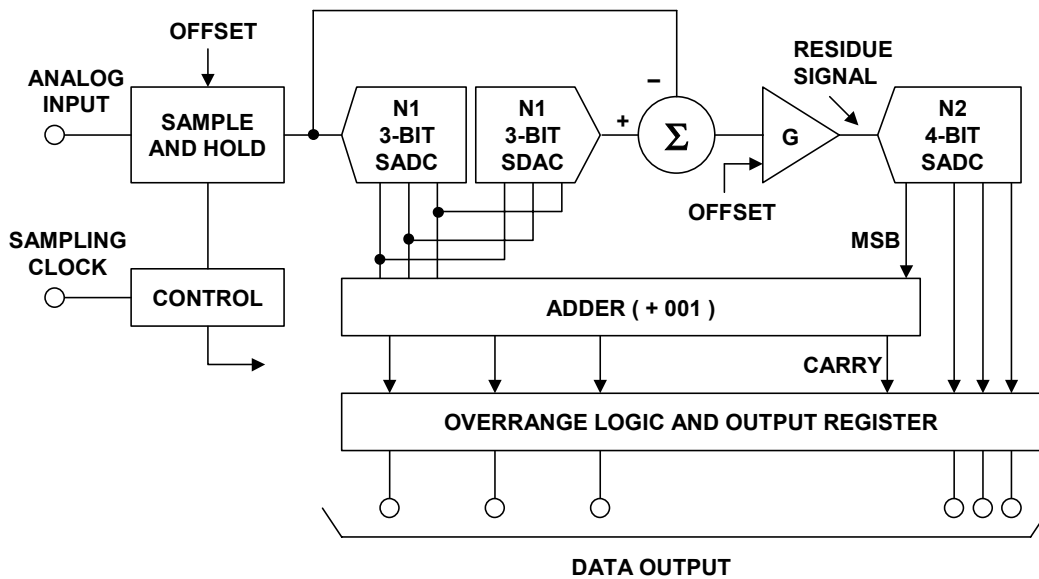 OFFSET
ANALOG
INPUT
SAMPLE
AND HOLD
N1
3-BIT
SADC
N1
3-BIT
SDAC
+
−
Σ
G
OFFSET
RESIDUE
SIGNAL
N2
4-BIT
SADC
SAMPLING
CLOCK
CONTROL
MSB
ADDER ( + 001 )
CARRY
OVERRANGE LOGIC AND OUTPUT REGISTER
DATA OUTPUT